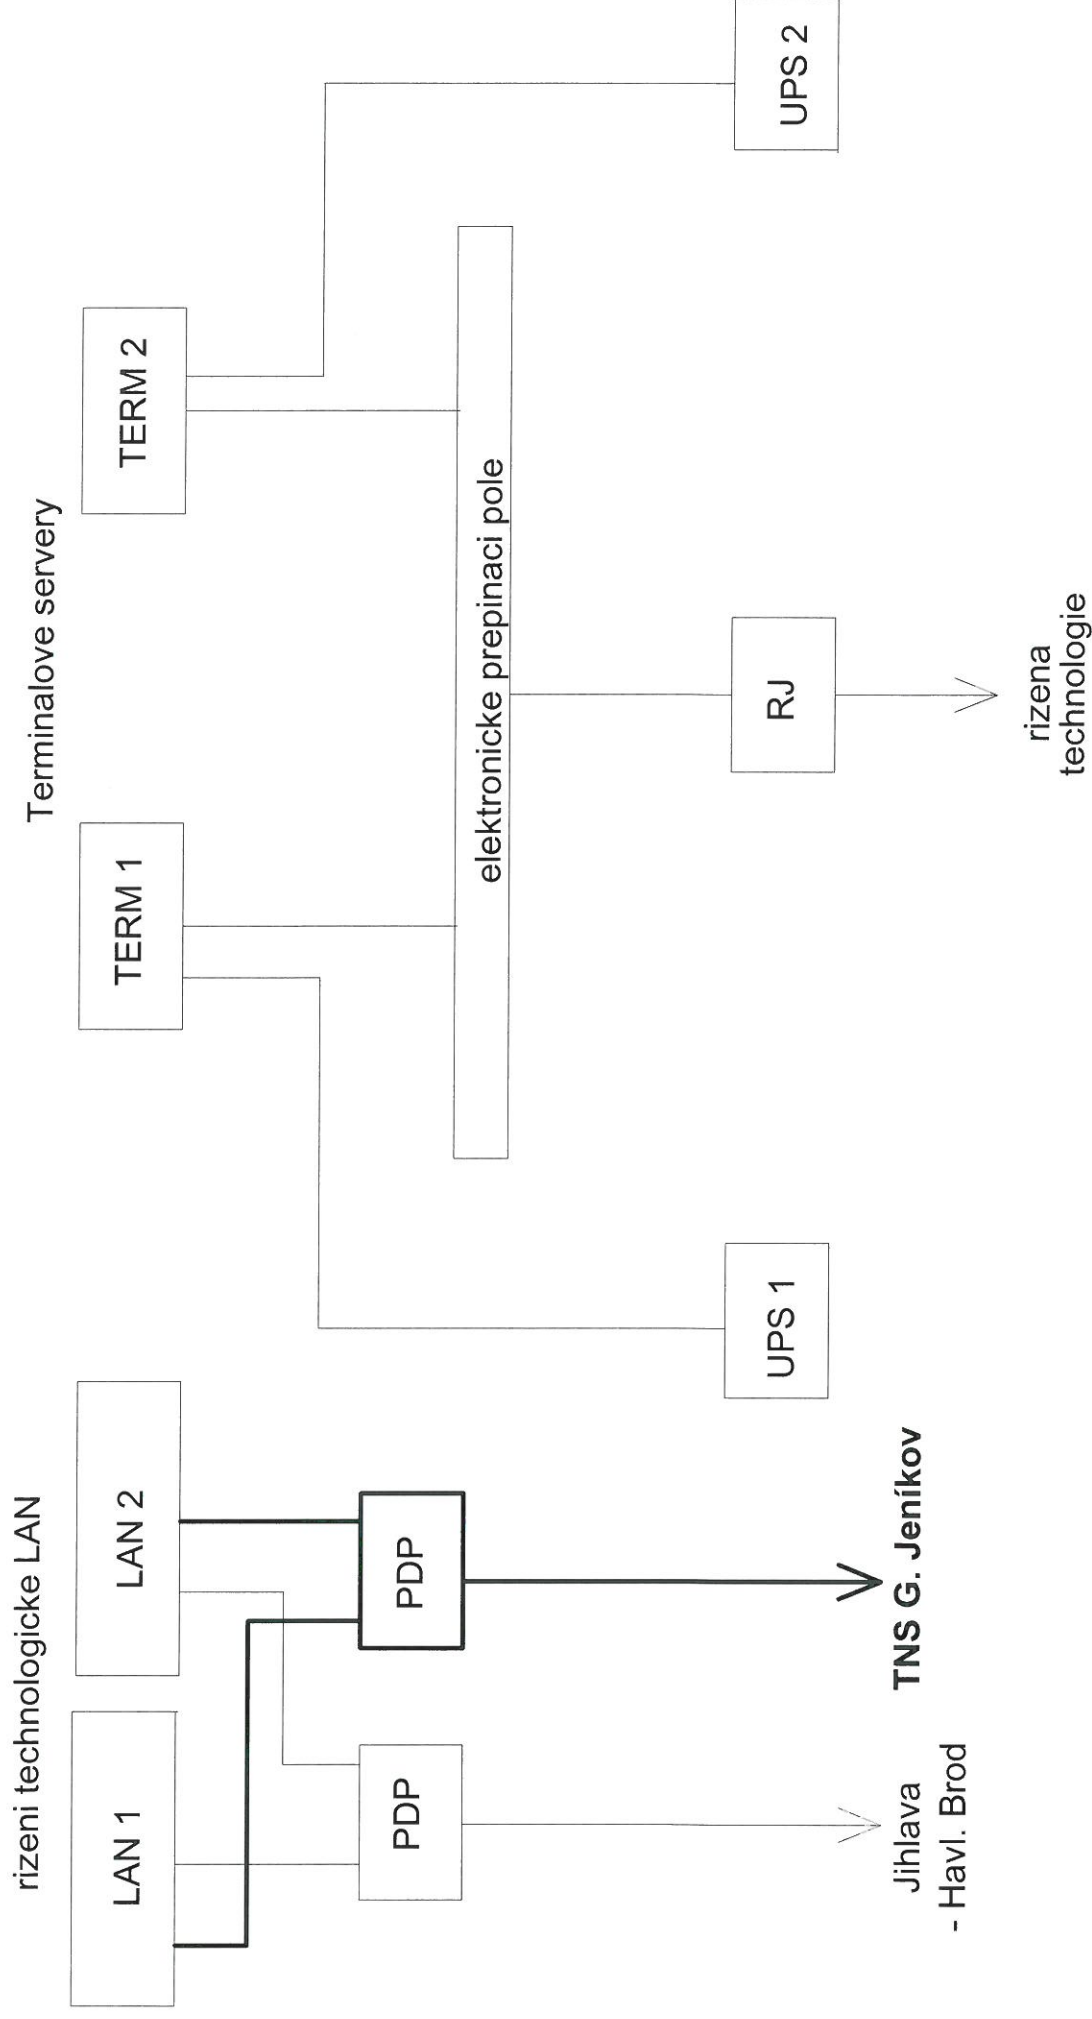 rizeni technologicke LAN
Terminalove servery
LAN 1
LAN 2
TERM 1
TERM 2
PDP
PDP
elektronicke prepinaci pole
UPS 1
RJ
UPS 2
Jihlava
- Havl. Brod
TNS G. Jeníkov
rizena
technologie